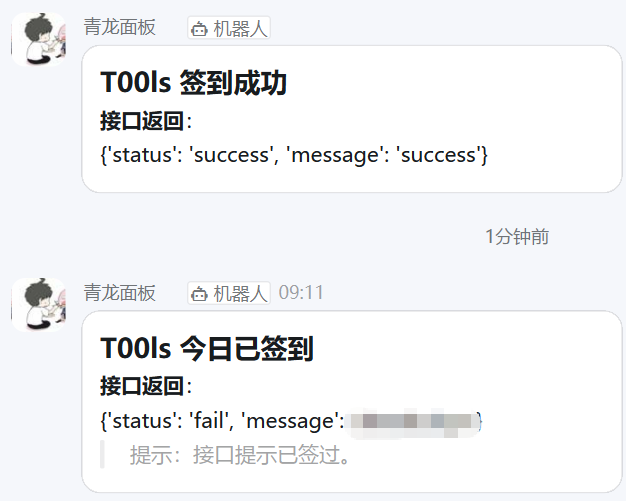 青龙面板 机器人
T00ls 签到成功
接口返回：
{'status': 'success', 'message': 'success'}
1分钟前
青龙面板 机器人 09:11
T00ls 今日已签到
接口返回：
{'status': 'fail', 'message': }
提示：接口提示已签过。